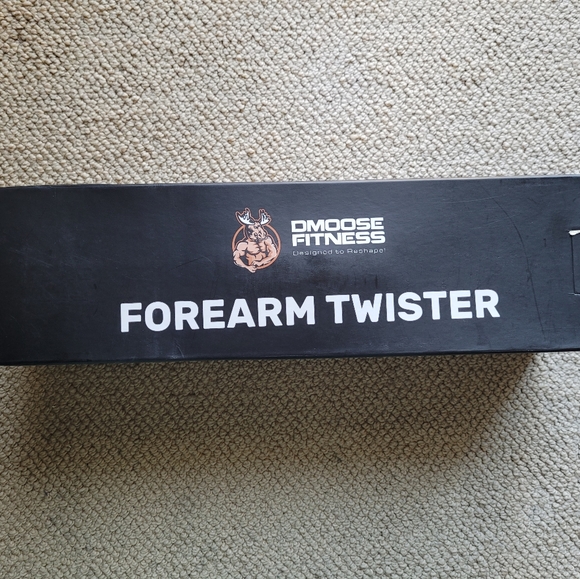 DMOOSE
FITNESS
Designed to Reshape!
FOREARM TWISTER